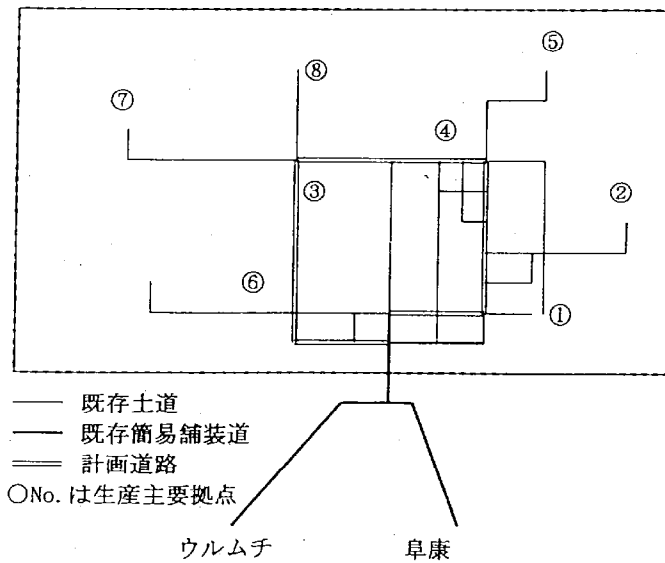 ⑤
⑧
⑦
④
③
②
⑥
①
既存土道
既存簡易舗装道
計画道路
○No.は生産主要拠点
ウルムチ
阜康